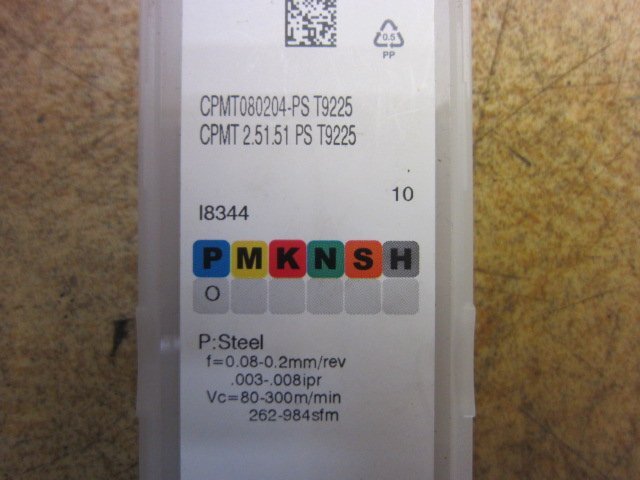 0.5
PP
CPMT080204-PS T9225
CPMT 2.51.51 PS T9225
10
I8344
P M K N S H
O
P:Steel
f=0.08-0.2mm/rev
.003-.008ipr
Vc=80-300m/min
262-984sfm